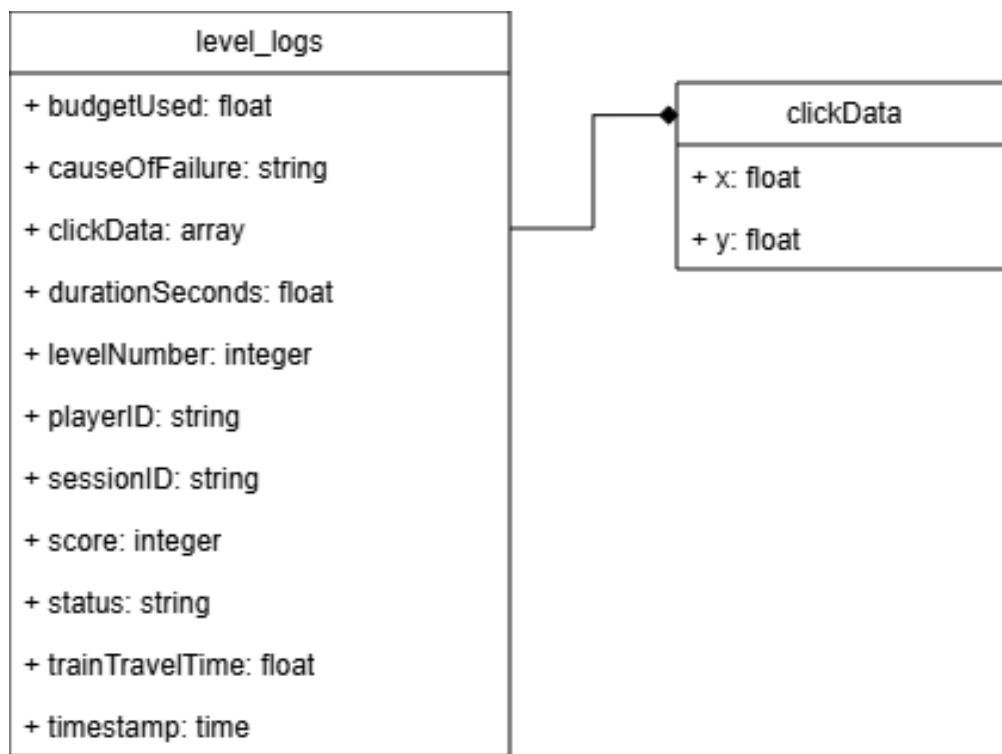 level_logs
+ budgetUsed: float
+ causeOfFailure: string
+ clickData: array
+ durationSeconds: float
+ levelNumber: integer
+ playerID: string
+ sessionID: string
+ score: integer
+ status: string
+ trainTravelTime: float
+ timestamp: time
clickData
+ x: float
+ y: float